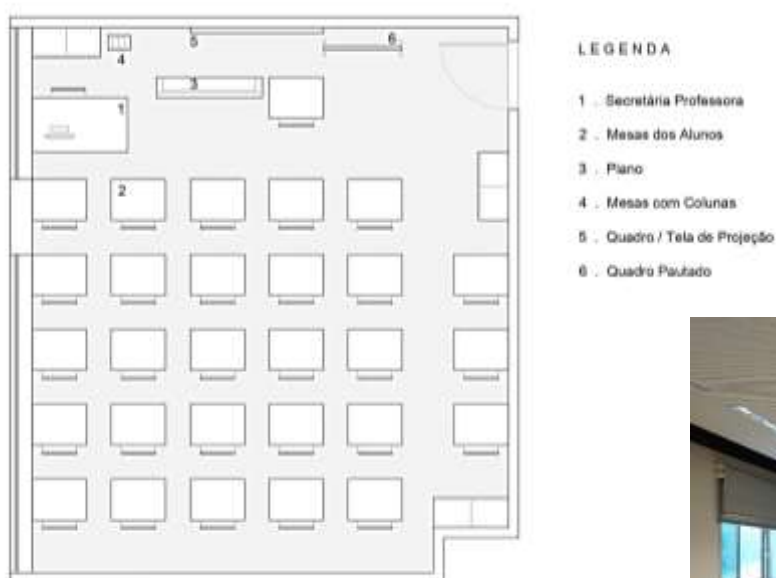 5
6
4
3
1
2
LEGENDA
1 . Secretária Professora
2 . Mesas dos Alunos
3 . Piano
4 . Mesas com Colunas
5 . Quadro / Tela de Projeção
6 . Quadro Pautado